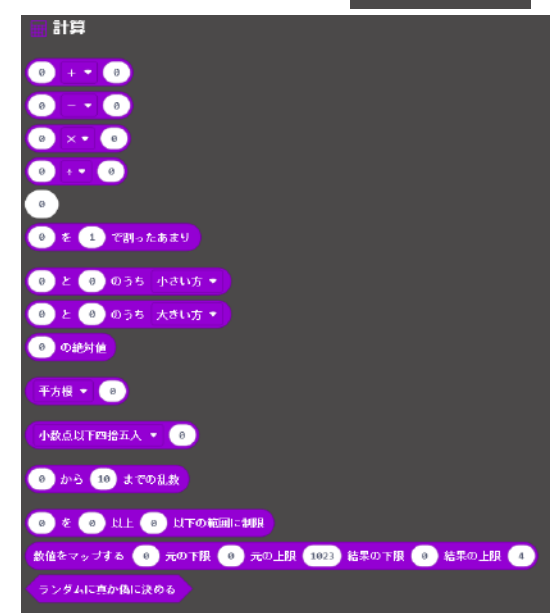 計算
0 + 0
0 - 0
0 × 0
0 ÷ 0
0
0 を 1 で割ったあまり
0 と 0 のうち 小さい方
0 と 0 のうち 大きい方
0 の絶対値
平方根 0
小数点以下四捨五入 0
0 から 10 までの乱数
0 を 0 以上 0 以下の範囲に制限
数値をマップする 0 元の下限 0 元の上限 1023 結果の下限 0 結果の上限 4
ランダムに真か偽に決める